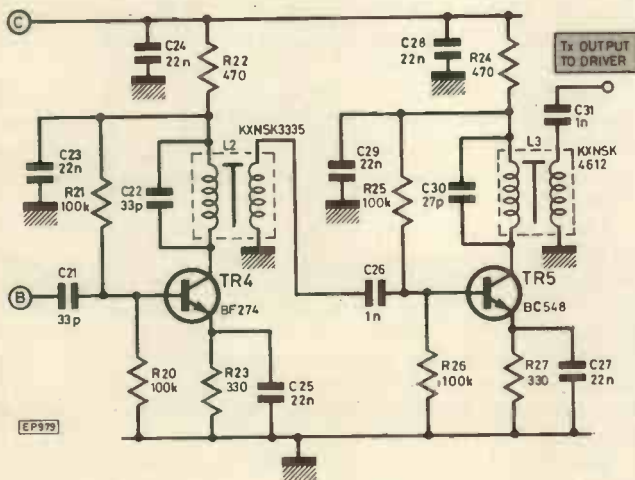 C
C24
22n
R22
470
C28
22n
R24
470
Tx OUTPUT
TO DRIVER
C31
1n
C23
22n
R21
100k
C22
33p
L2
KXNSK3335
C29
22n
R25
100k
C30
27p
L3
KXNSK
4612
B
C21
33p
TR4
BF274
C26
1n
TR5
BC548
R20
100k
R23
330
C25
22n
R26
100k
R27
330
C27
22n
EP979